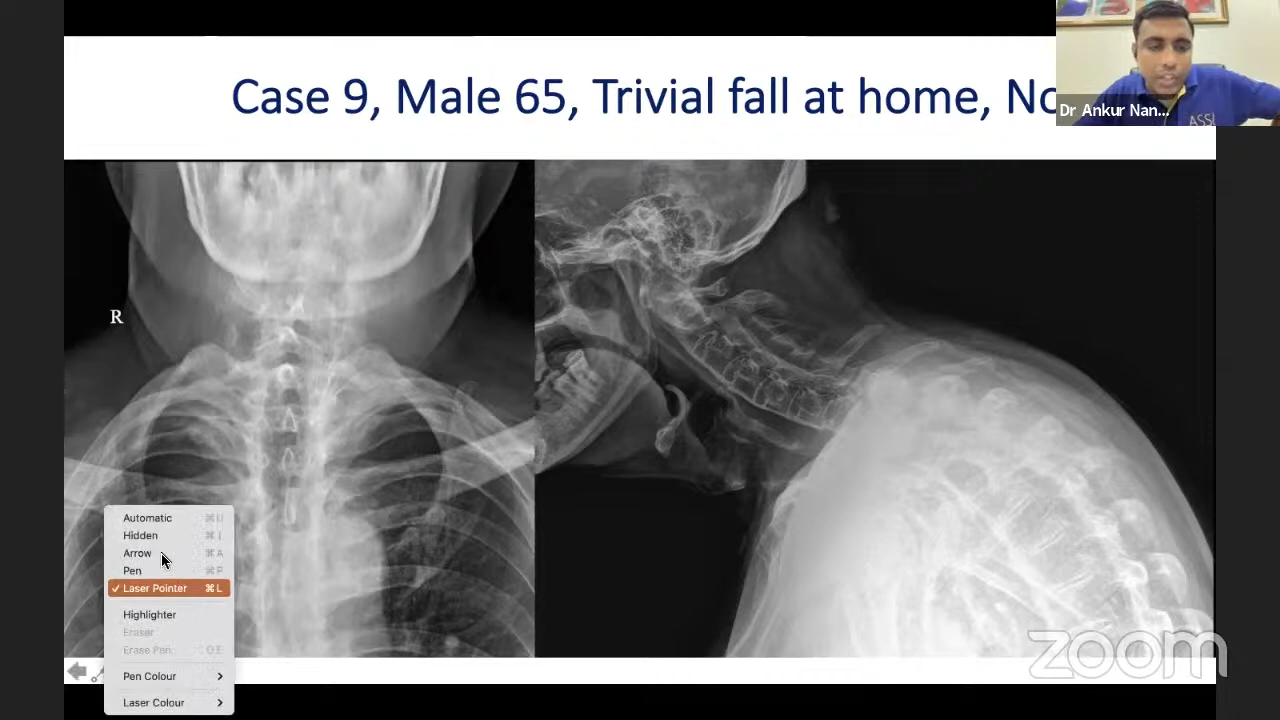 Case 9, Male 65, Trivial fall at home, No
Dr Ankur Nan...
ASS
R
Automatic ⌘U
Hidden ⌘I
Arrow ⌘A
Pen ⌘P
✓ Laser Pointer ⌘L
Highlighter
Eraser
Erase Pen ⇧E
Pen Colour >
Laser Colour >
zoom